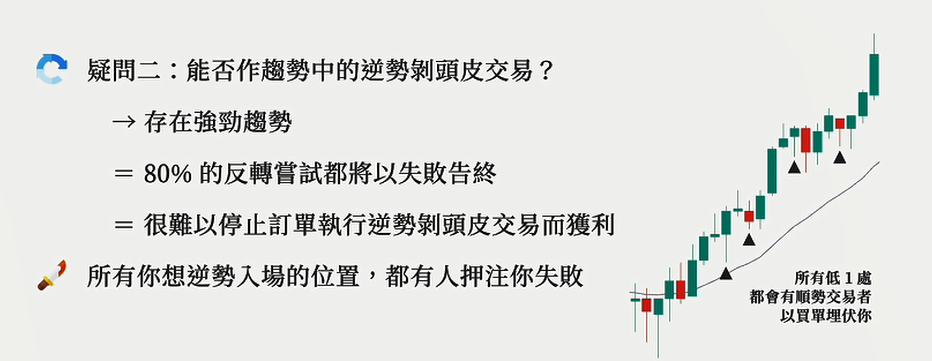 疑問二：能否作趨勢中的逆勢剝頭皮交易？
→ 存在強勁趨勢
＝ 80% 的反轉嘗試都將以失敗告終
＝ 很難以停止訂單執行逆勢剝頭皮交易而獲利
所有你想逆勢入場的位置，都有人押注你失敗
所有低 1 處
都會有順勢交易者
以買單埋伏你